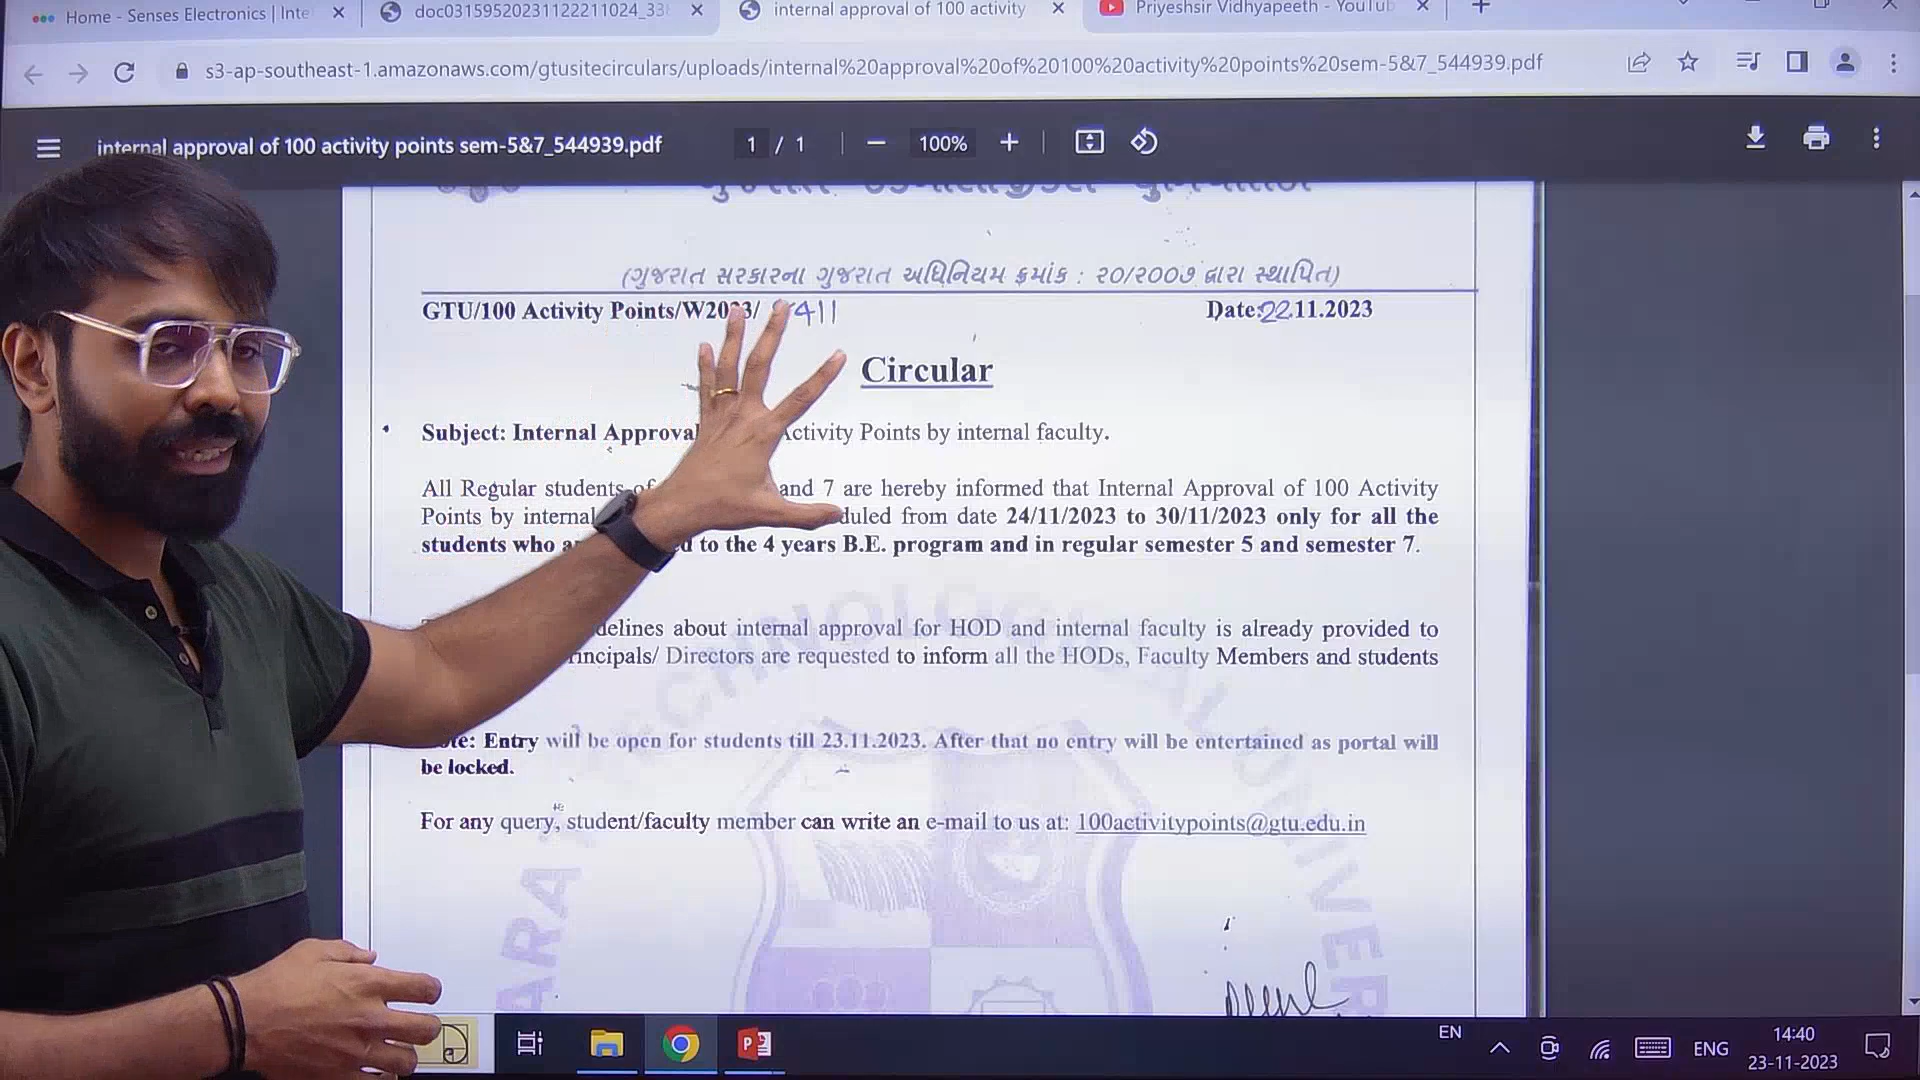 Home - Senses Electronics | Inte
doc03159520231122211024_338
internal approval of 100 activity
Priyeshsir Vidhyapeeth - YouTub
s3-ap-southeast-1.amazonaws.com/gtusitecirculars/uploads/internal%20approval%20of%20100%20activity%20points%20sem-5&7_544939.pdf
internal approval of 100 activity points sem-5&7_544939.pdf
1 / 1
100%
(ગુજરાત સરકારના ગુજરાત અધિનિયમ ક્રમાંક : ૨૦/૨૦૦૭ દ્વારા સ્થાપિત)
GTU/100 Activity Points/W2023/ 411
Date:22.11.2023
Circular
Subject: Internal Approval Activity Points by internal faculty.
All Regular students of and 7 are hereby informed that Internal Approval of 100 Activity
Points by internal duled from date 24/11/2023 to 30/11/2023 only for all the
students who to the 4 years B.E. program and in regular semester 5 and semester 7.
delines about internal approval for HOD and internal faculty is already provided to
rincipals/ Directors are requested to inform all the HODs, Faculty Members and students
te: Entry will be open for students till 23.11.2023. After that no entry will be entertained as portal will
be locked.
For any query, student/faculty member can write an e-mail to us at: 100activitypoints@gtu.edu.in
EN
ENG
14:40
23-11-2023